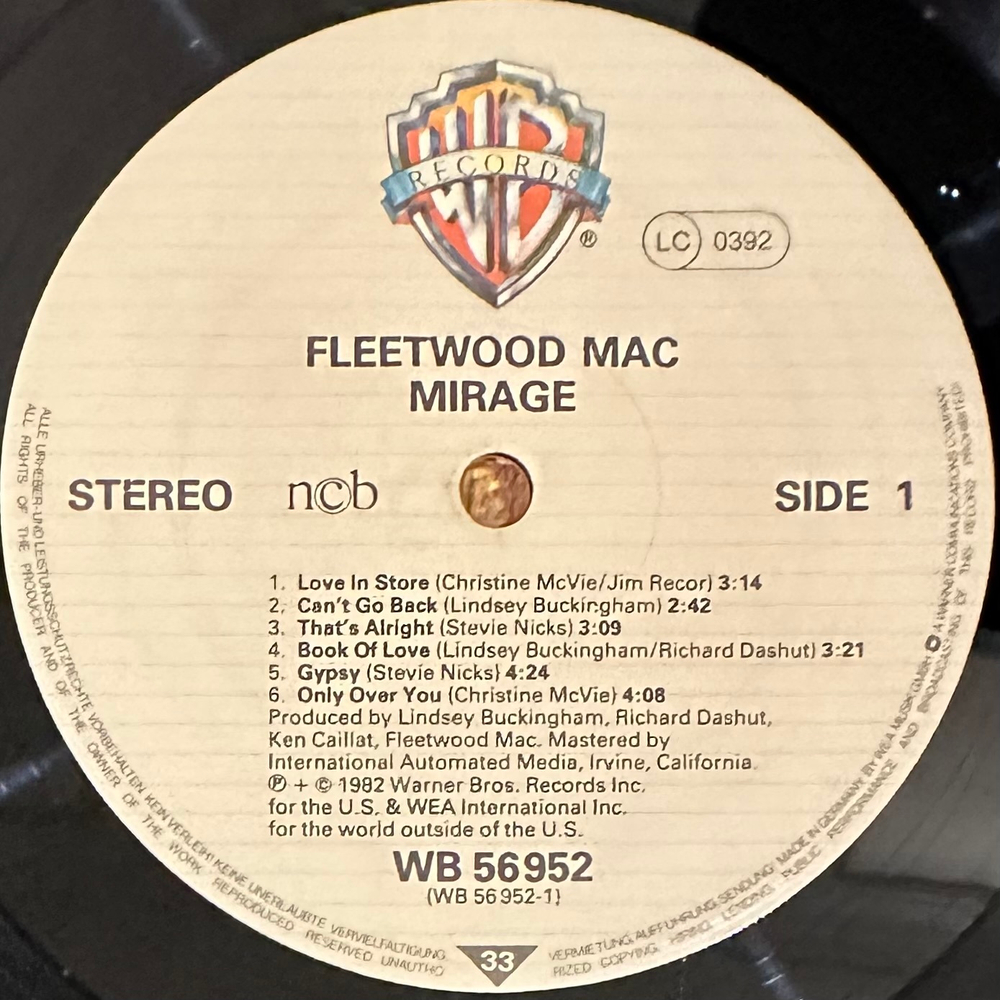 WB
RECORDS
®
LC 0392
FLEETWOOD MAC
MIRAGE
STEREO n©b SIDE 1
1. Love In Store (Christine McVie/Jim Recor) 3:14
2. Can't Go Back (Lindsey Buckingham) 2:42
3. That's Alright (Stevie Nicks) 3:09
4. Book Of Love (Lindsey Buckingham/Richard Dashut) 3:21
5. Gypsy (Stevie Nicks) 4:24
6. Only Over You (Christine McVie) 4:08
Produced by Lindsey Buckingham, Richard Dashut,
Ken Caillat, Fleetwood Mac. Mastered by
International Automated Media, Irvine, California.
℗ + © 1982 Warner Bros. Records Inc.
for the U.S. & WEA International Inc.
for the world outside of the U.S.
WB 56952
(WB 56 952-1)
33
ALLE URHEBER-UND LEISTUNGSSCHUTZRECHTE VORBEHALTEN KEIN VERLEIH! KEINE UNERLAUBTE VERVIELFÄLTIGUNG, VERMIETUNG, AUFFÜHRUNG, SENDUNG MADE IN GERMANY BY WEA MUSIK GMBH A WARNER COMMUNICATIONS COMPANY
ALL RIGHTS OF THE PRODUCER AND OF THE OWNER OF THE WORK REPRODUCED RESERVED UNAUTHO RIZED COPYING, HIRING, LENDING, PUBLIC PERFORMANCE AND BROADCASTING OF THIS RECORD PROHIBITED